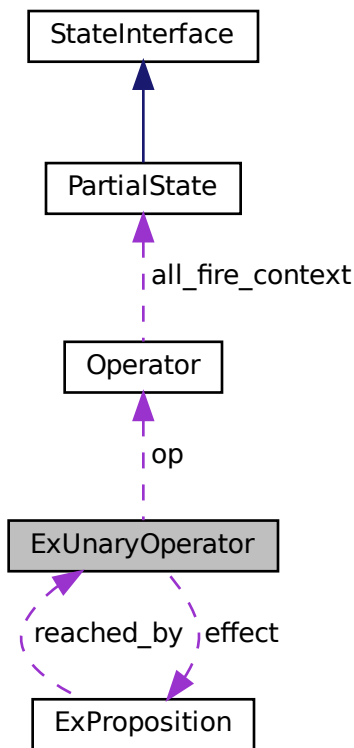 StateInterface
PartialState
all_fire_context
Operator
op
ExUnaryOperator
reached_by
effect
ExProposition